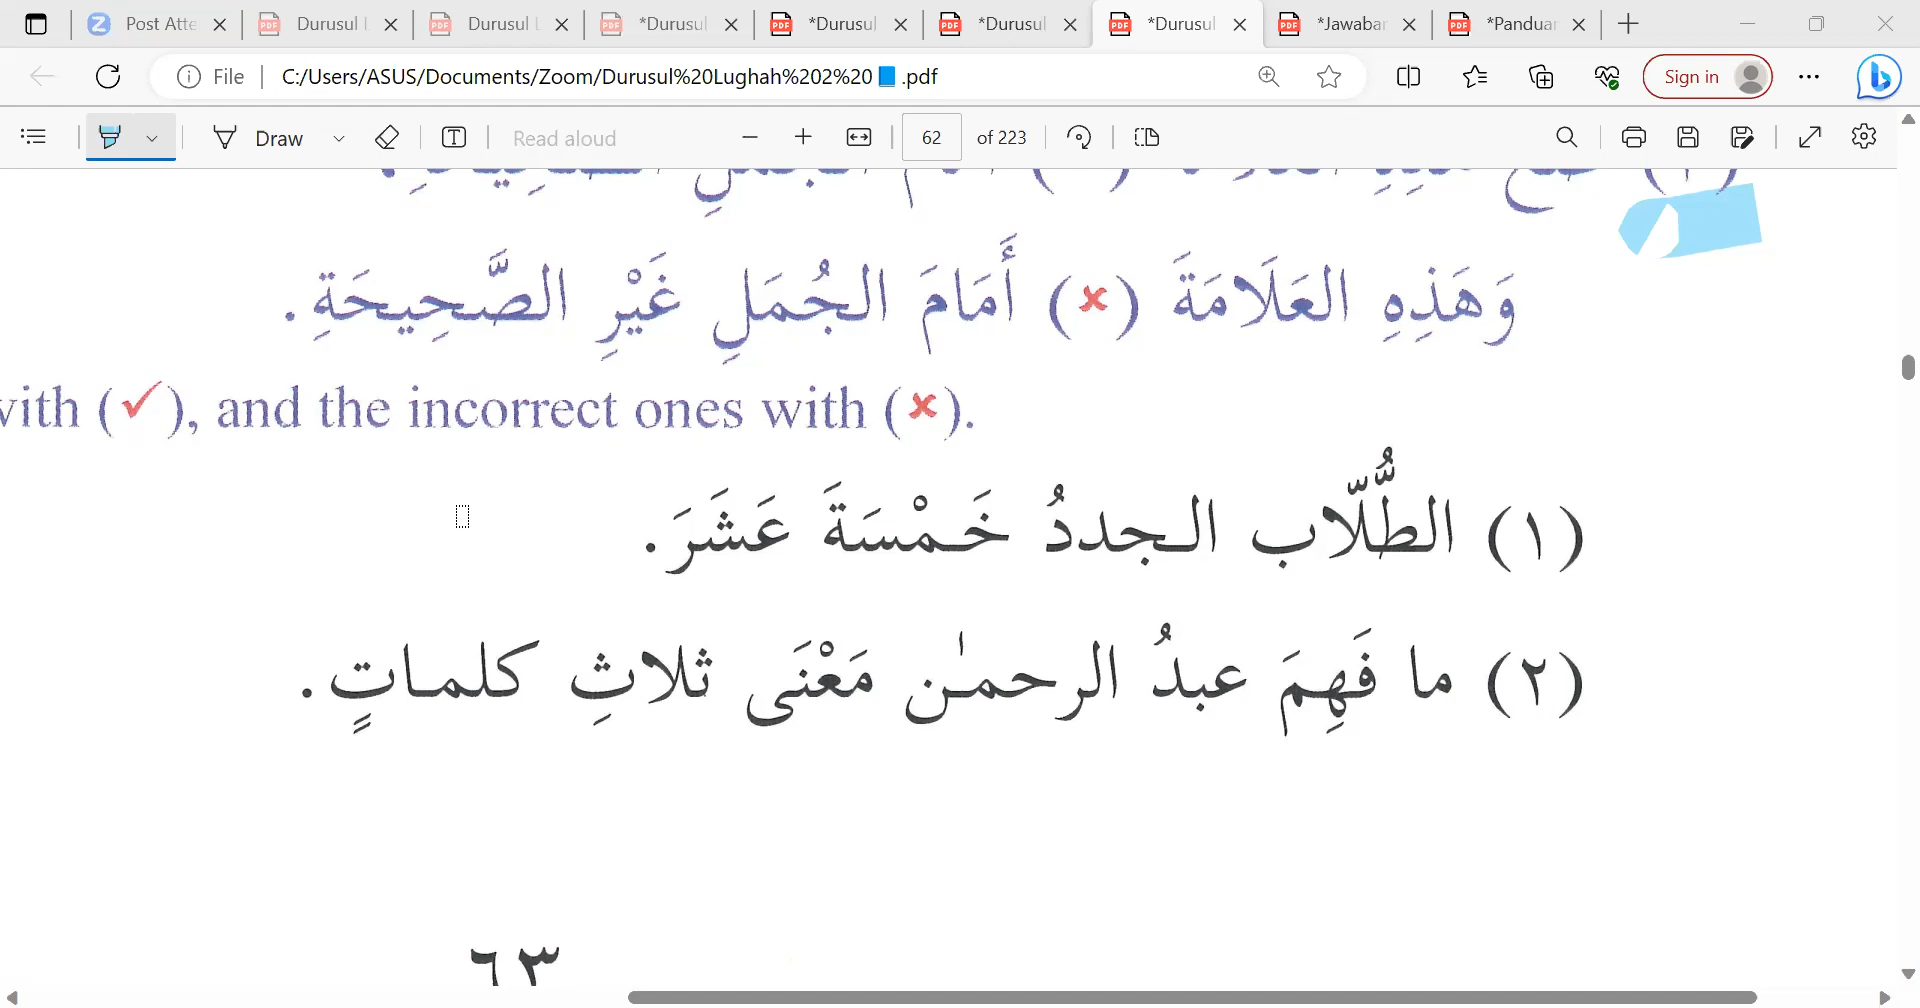 Post Atte
Durusul L
Durusul L
*Durusul
*Durusul
*Durusul
*Durusul
*Jawabar
*Panduar
File
C:/Users/ASUS/Documents/Zoom/Durusul%20Lughah%202%20📘.pdf
Sign in
Draw
Read aloud
62 of 223
وَهَذِهِ العَلَامَةَ (✗) أَمَامَ الجُمَلِ غَيْرِ الصَّحِيحَةِ .
with (✓), and the incorrect ones with (✗).
(١) الطُّلّاب الجددُ خَمْسَةَ عَشَرَ.
(٢) ما فَهِمَ عبدُ الرحمٰن مَعْنَى ثلاثِ كلماتٍ .
٦٣